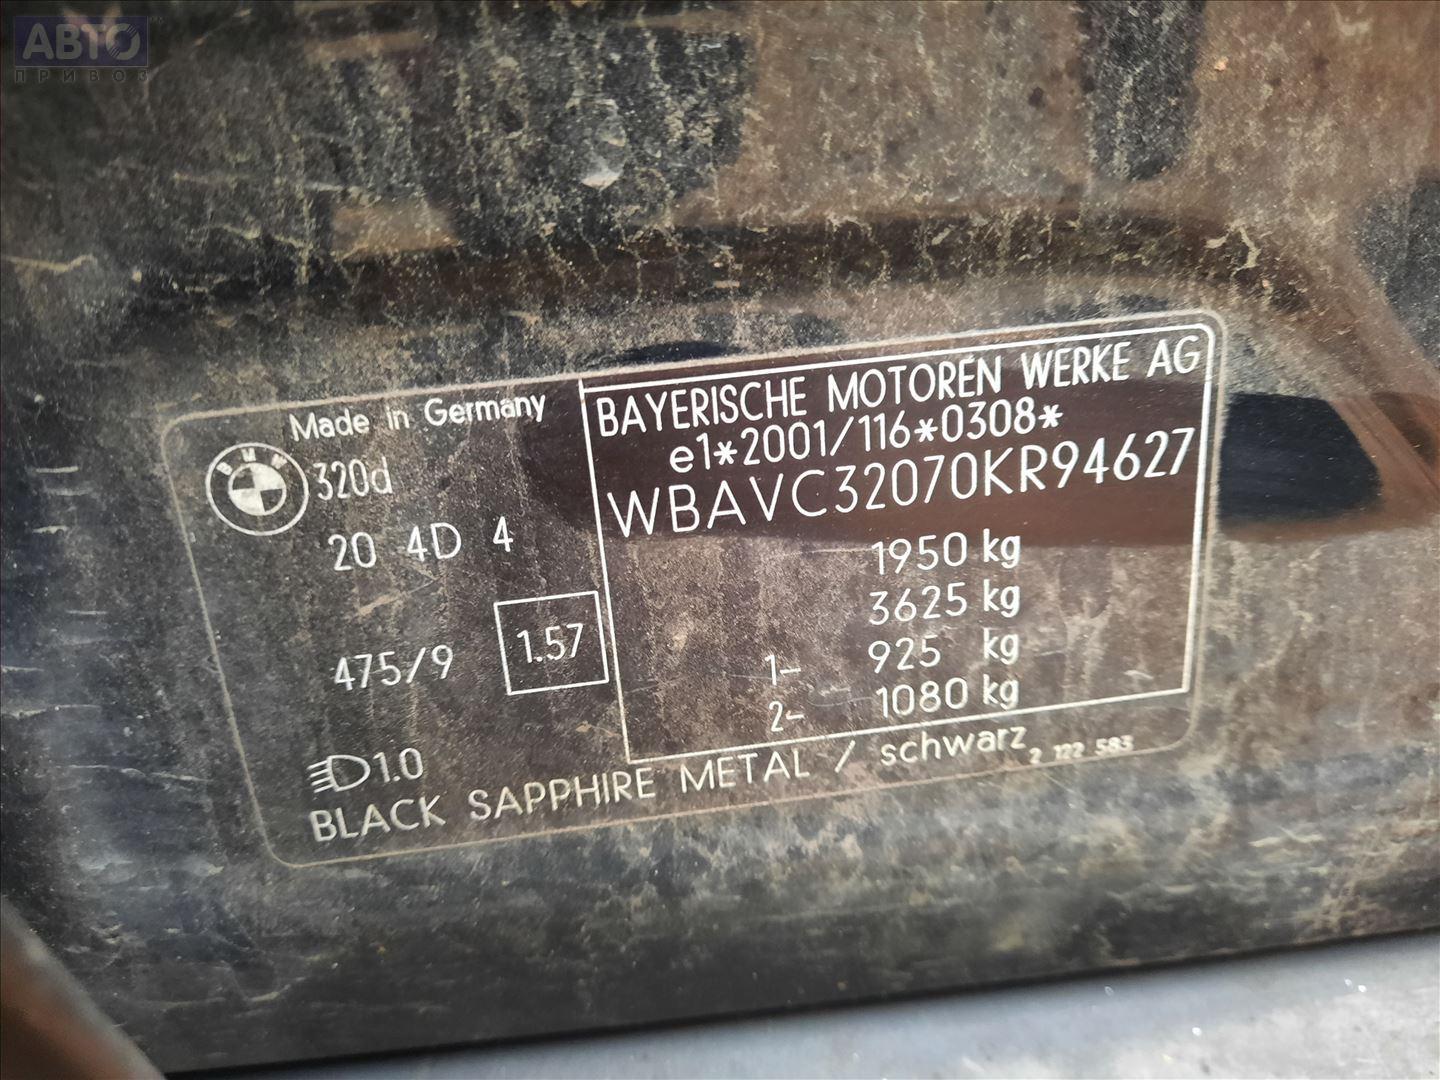 АВТО
ПРИВОЗ
Made in Germany
BMW
320d
20 4D 4
475/9
1.57
1.0
BAYERISCHE MOTOREN WERKE AG
e1*2001/116*0308*
WBAVC32070KR94627
1950 kg
3625 kg
1- 925 kg
2- 1080 kg
BLACK SAPPHIRE METAL / schwarz
2 122 583